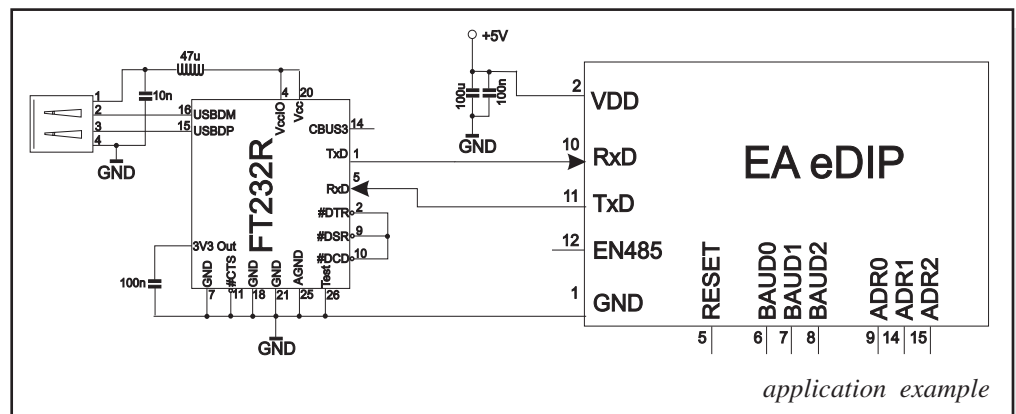 +5V
47u
4
20
VccIO
Vcc
1
2
3
4
10n
GND
16
USBDM
15
USBDP
CBUS3
14
TxD
1
RxD
5
#DTR
2
#DSR
9
#DCD
10
FT232R
3V3 Out
100n
GND
#CTS
GND
GND
AGND
Test
7
11
18
21
25
26
GND
100u
100n
GND
2
VDD
10
RxD
11
TxD
12
EN485
1
GND
EA eDIP
RESET
BAUD0
BAUD1
BAUD2
ADR0
ADR1
ADR2
5
6
7
8
9
14
15
application example